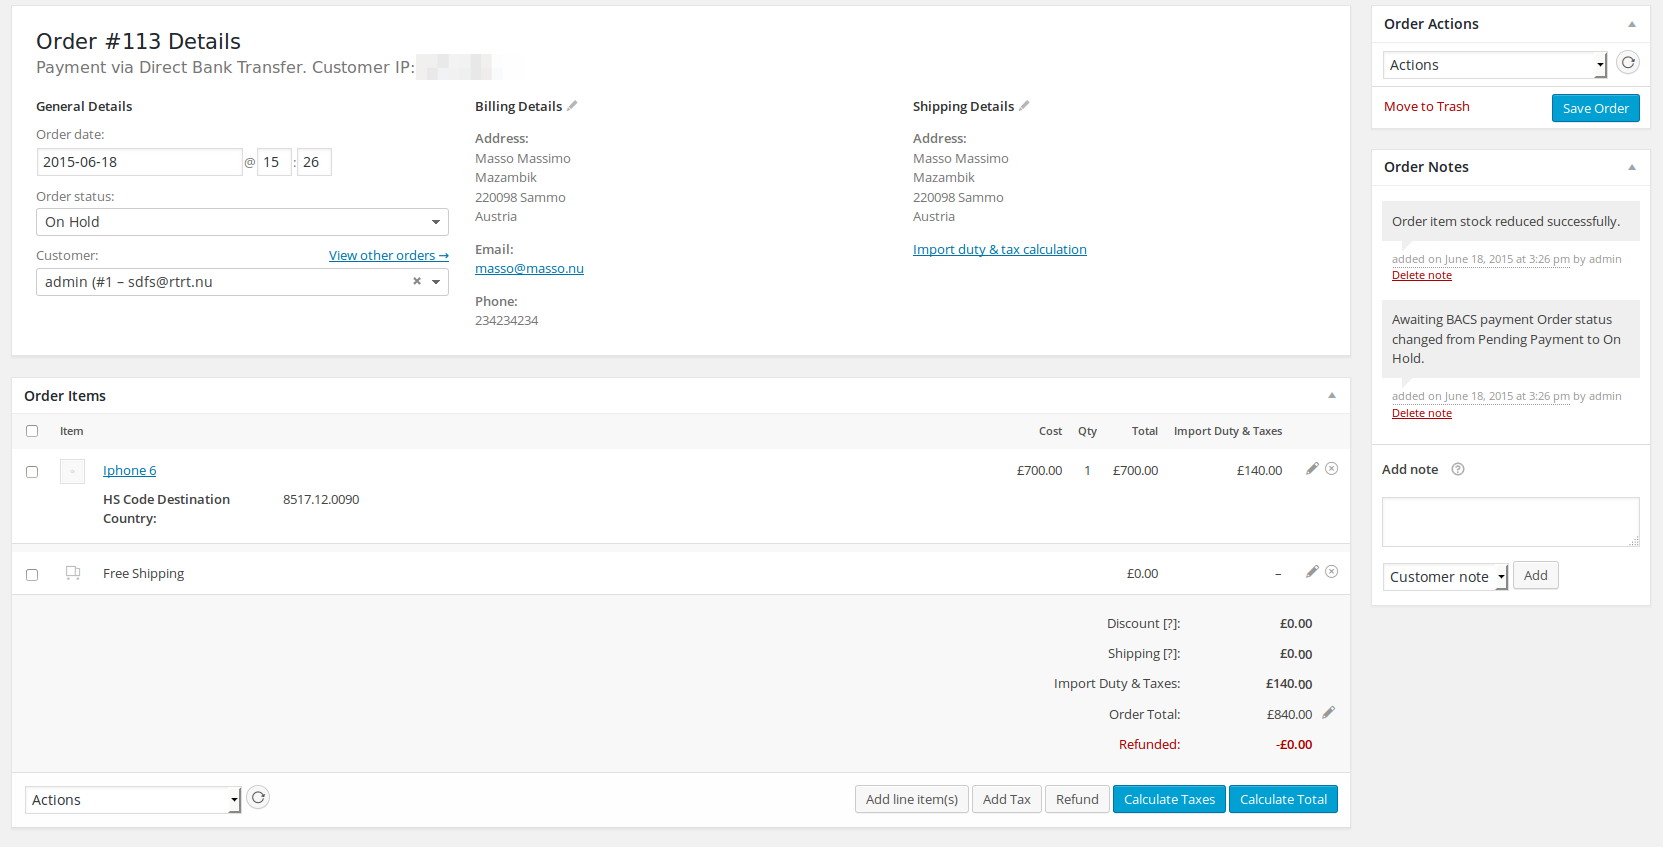 Order #113 Details
Payment via Direct Bank Transfer. Customer IP:
General Details
Order date:
2015-06-18 @ 15 : 26
Order status:
On Hold
Customer: View other orders →
admin (#1 – sdfs@rtrt.nu ×
Billing Details
Address:
Masso Massimo
Mazambik
220098 Sammo
Austria
Email:
masso@masso.nu
Phone:
234234234
Shipping Details
Address:
Masso Massimo
Mazambik
220098 Sammo
Austria
Import duty & tax calculation
Order Items
Item Cost Qty Total Import Duty & Taxes
Iphone 6 £700.00 1 £700.00 £140.00
HS Code Destination Country: 8517.12.0090
Free Shipping £0.00 –
Discount [?]: £0.00
Shipping [?]: £0.00
Import Duty & Taxes: £140.00
Order Total: £840.00
Refunded: -£0.00
Actions
Add line item(s) Add Tax Refund Calculate Taxes Calculate Total
Order Actions
Actions
Move to Trash Save Order
Order Notes
Order item stock reduced successfully.
added on June 18, 2015 at 3:26 pm by admin
Delete note
Awaiting BACS payment Order status
changed from Pending Payment to On
Hold.
added on June 18, 2015 at 3:26 pm by admin
Delete note
Add note ?
Customer note Add